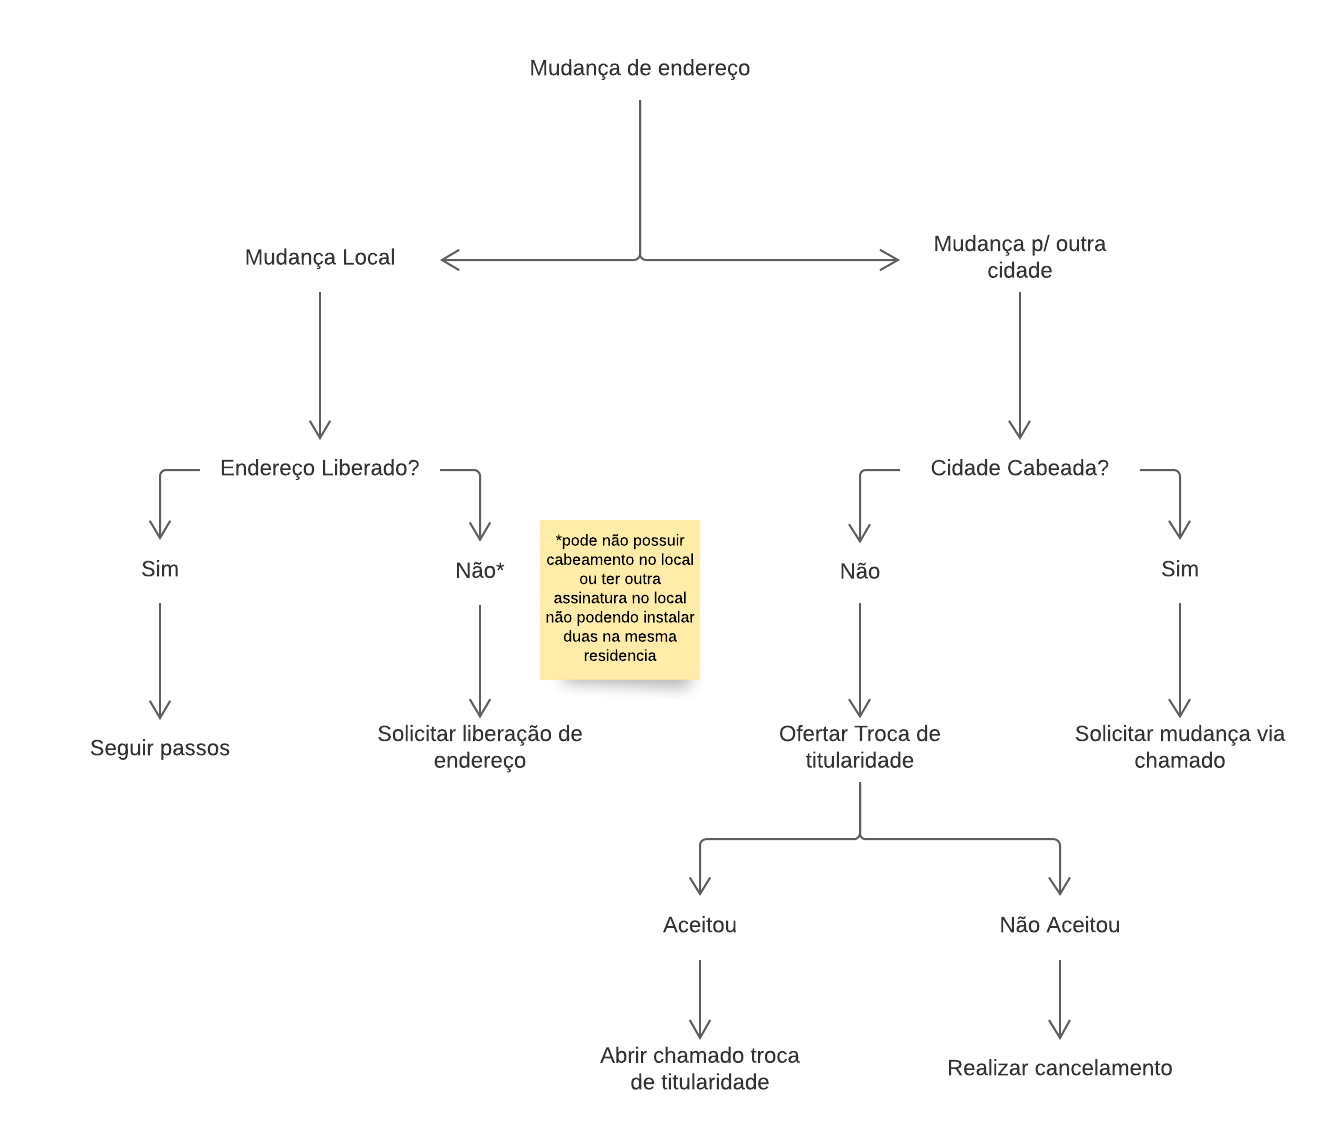 Mudança de endereço
Mudança Local
Mudança p/ outra
cidade
Endereço Liberado?
Cidade Cabeada?
Sim
Não*
*pode não possuir
cabeamento no local
ou ter outra
assinatura no local
não podendo instalar
duas na mesma
residencia
Não
Sim
Seguir passos
Solicitar liberação de
endereço
Ofertar Troca de
titularidade
Solicitar mudança via
chamado
Aceitou
Não Aceitou
Abrir chamado troca
de titularidade
Realizar cancelamento